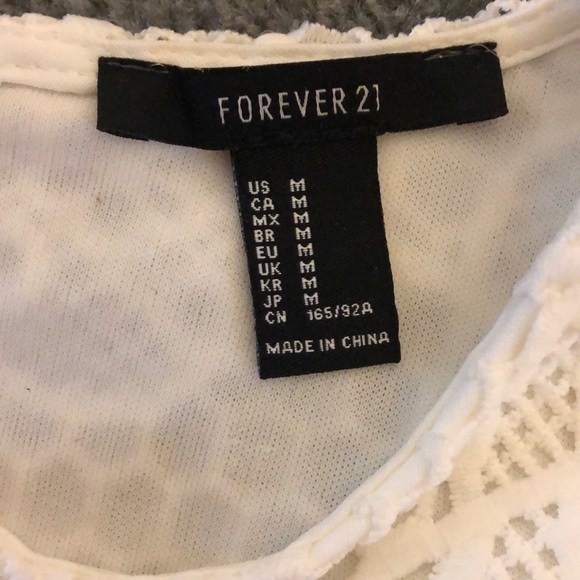 FOREVER 21
US M
CA M
MX M
BR M
EU M
UK M
KR M
JP M
CN 165/92A
MADE IN CHINA